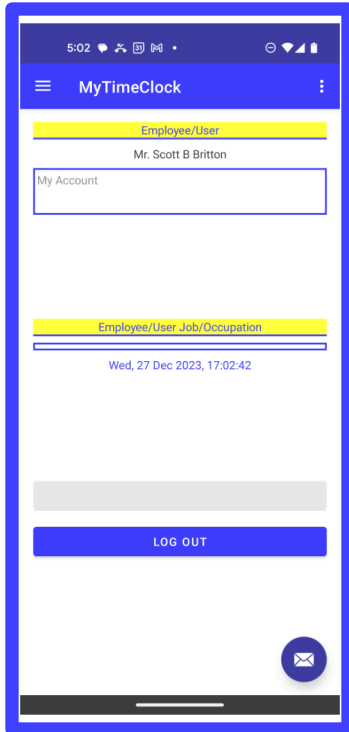 5:02
31
MyTimeClock
Employee/User
Mr. Scott B Britton
My Account
Employee/User Job/Occupation
Wed, 27 Dec 2023, 17:02:42
LOG OUT